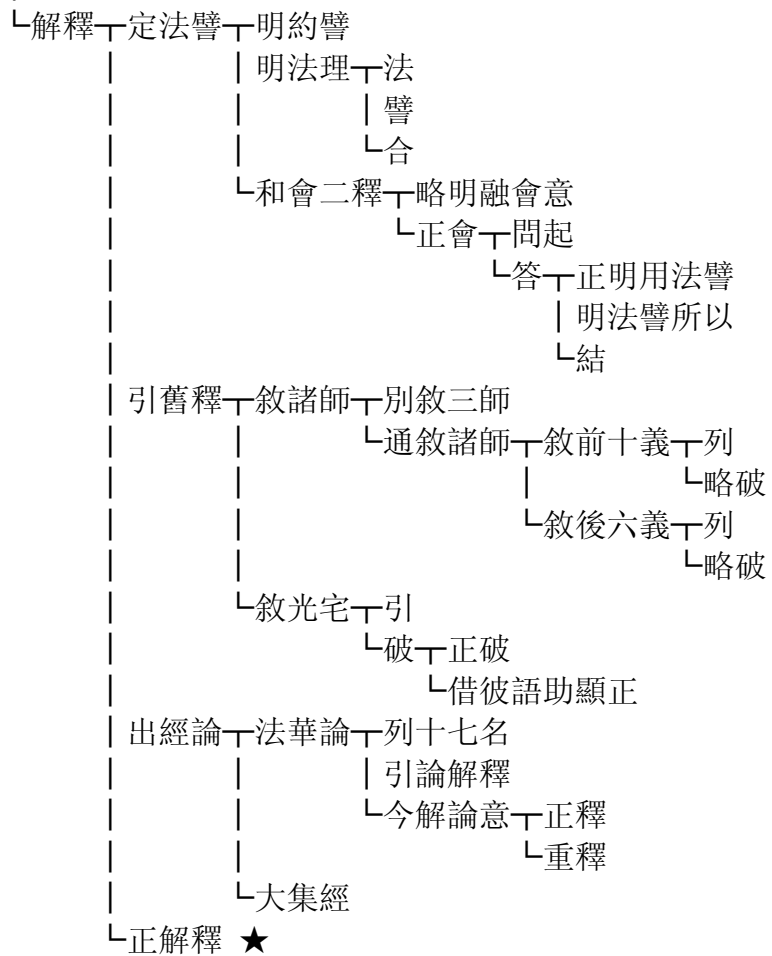 └解釋┬定法譬┬明約譬
│ │明法理┬法
│ │ │譬
│ │ └合
│ └和會二釋┬略明融會意
│ └正會┬問起
│ └答┬正明用法譬
│ │明法譬所以
│ └結
│引舊釋┬敘諸師┬別敘三師
│ │ └通敘諸師┬敘前十義┬列
│ │ │ └略破
│ │ └敘後六義┬列
│ │ └略破
│ └敘光宅┬引
│ └破┬正破
│ └借彼語助顯正
│出經論┬法華論┬列十七名
│ │ │引論解釋
│ │ └今解論意┬正釋
│ │ └重釋
│ └大集經
└正解釋 ★